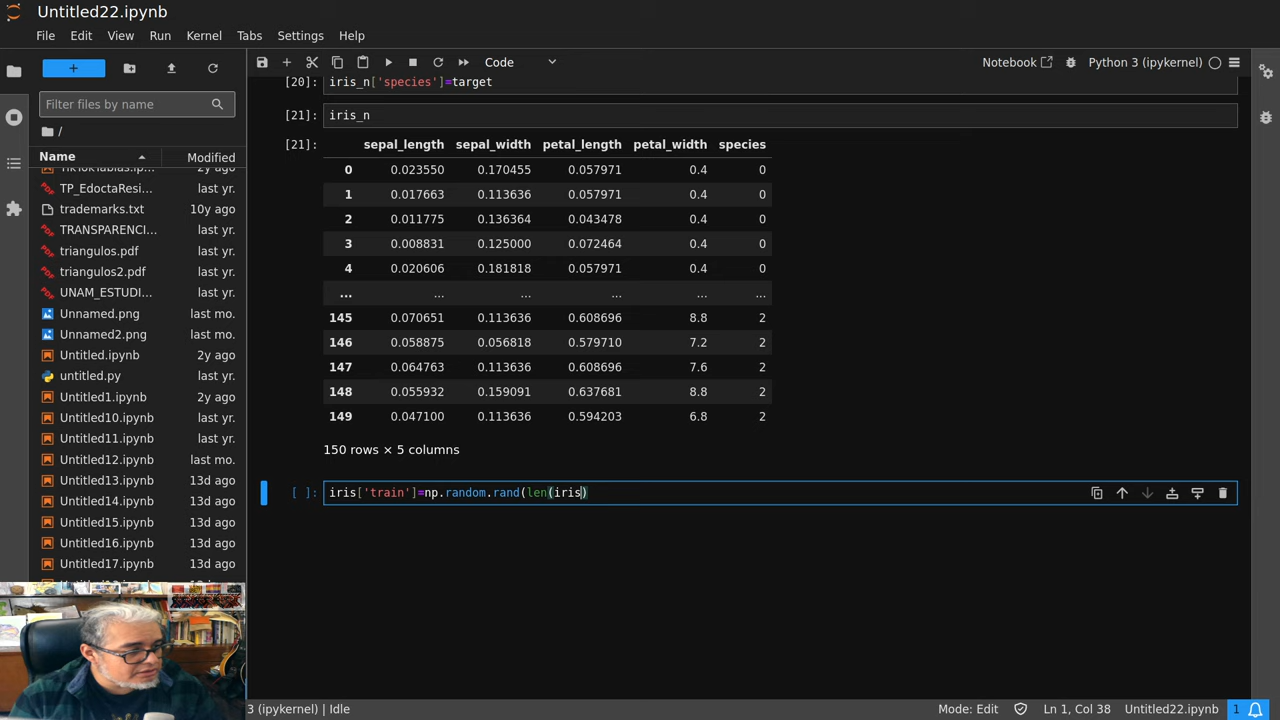 Untitled22.ipynb
File Edit View Run Kernel Tabs Settings Help
+
Code
Notebook
Python 3 (ipykernel)
Filter files by name
/
Name Modified
TP_EdoctaResi... last yr.
trademarks.txt 10y ago
TRANSPARENCI... last yr.
triangulos.pdf last yr.
triangulos2.pdf last yr.
UNAM_ESTUDI... last yr.
Unnamed.png last mo.
Unnamed2.png last mo.
Untitled.ipynb 2y ago
untitled.py last yr.
Untitled1.ipynb 2y ago
Untitled10.ipynb last yr.
Untitled11.ipynb last yr.
Untitled12.ipynb last mo.
Untitled13.ipynb 13d ago
Untitled14.ipynb 13d ago
Untitled15.ipynb 13d ago
Untitled16.ipynb 13d ago
Untitled17.ipynb 13d ago
[20]: iris_n['species']=target
[21]: iris_n
[21]: sepal_length sepal_width petal_length petal_width species
0 0.023550 0.170455 0.057971 0.4 0
1 0.017663 0.113636 0.057971 0.4 0
2 0.011775 0.136364 0.043478 0.4 0
3 0.008831 0.125000 0.072464 0.4 0
4 0.020606 0.181818 0.057971 0.4 0
... ... ... ... ... ...
145 0.070651 0.113636 0.608696 8.8 2
146 0.058875 0.056818 0.579710 7.2 2
147 0.064763 0.113636 0.608696 7.6 2
148 0.055932 0.159091 0.637681 8.8 2
149 0.047100 0.113636 0.594203 6.8 2
150 rows × 5 columns
[ ]: iris['train']=np.random.rand(len(iris)
3 (ipykernel) | Idle
Mode: Edit
Ln 1, Col 38
Untitled22.ipynb
1